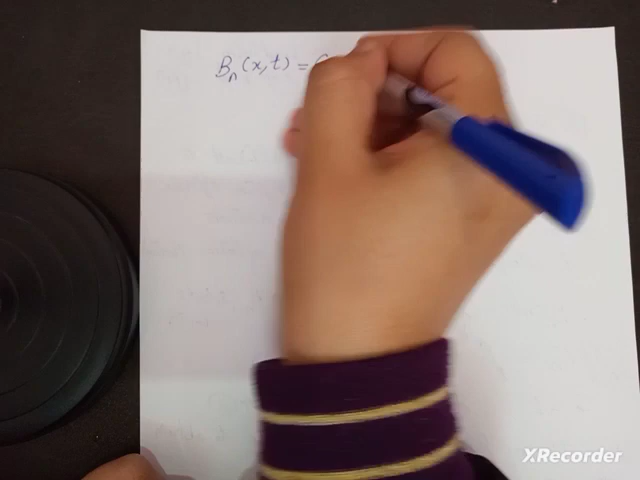 Bₙ(x,t) =
XRecorder